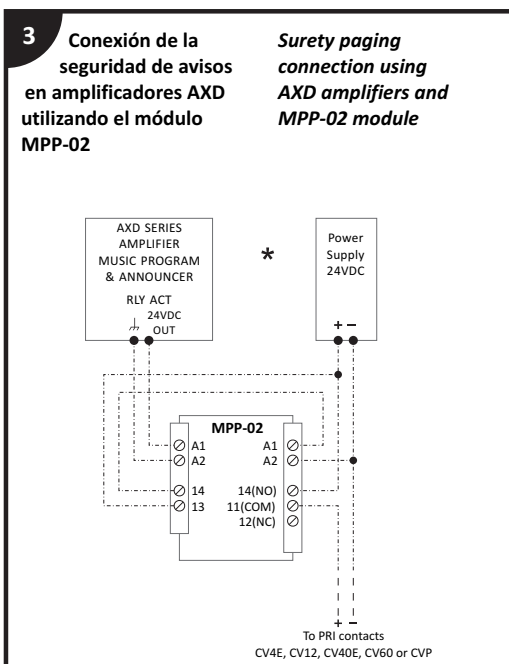 3
Conexión de la
seguridad de avisos
en amplificadores AXD
utilizando el módulo
MPP-02
Surety paging
connection using
AXD amplifiers and
MPP-02 module
AXD SERIES
AMPLIFIER
MUSIC PROGRAM
& ANNOUNCER
RLY ACT
24VDC
OUT
*
Power
Supply
24VDC
+ –
MPP-02
A1 A1
A2 A2
14 14(NO)
13 11(COM)
12(NC)
+ –
To PRI contacts
CV4E, CV12, CV40E, CV60 or CVP